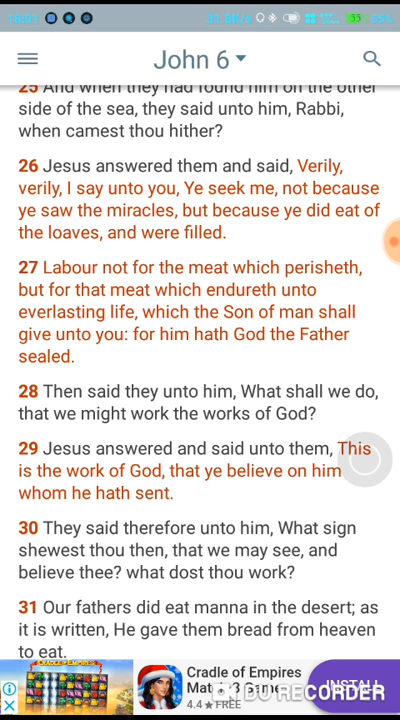 John 6
25 And when they had found him on the other
side of the sea, they said unto him, Rabbi,
when camest thou hither?
26 Jesus answered them and said, Verily,
verily, I say unto you, Ye seek me, not because
ye saw the miracles, but because ye did eat of
the loaves, and were filled.
27 Labour not for the meat which perisheth,
but for that meat which endureth unto
everlasting life, which the Son of man shall
give unto you: for him hath God the Father
sealed.
28 Then said they unto him, What shall we do,
that we might work the works of God?
29 Jesus answered and said unto them, This
is the work of God, that ye believe on him
whom he hath sent.
30 They said therefore unto him, What sign
shewest thou then, that we may see, and
believe thee? what dost thou work?
31 Our fathers did eat manna in the desert; as
it is written, He gave them bread from heaven
to eat.
CRADLE OF EMPIRES
Cradle of Empires
Match 3 Game
4.4★FREE
INSTALL
DU RECORDER